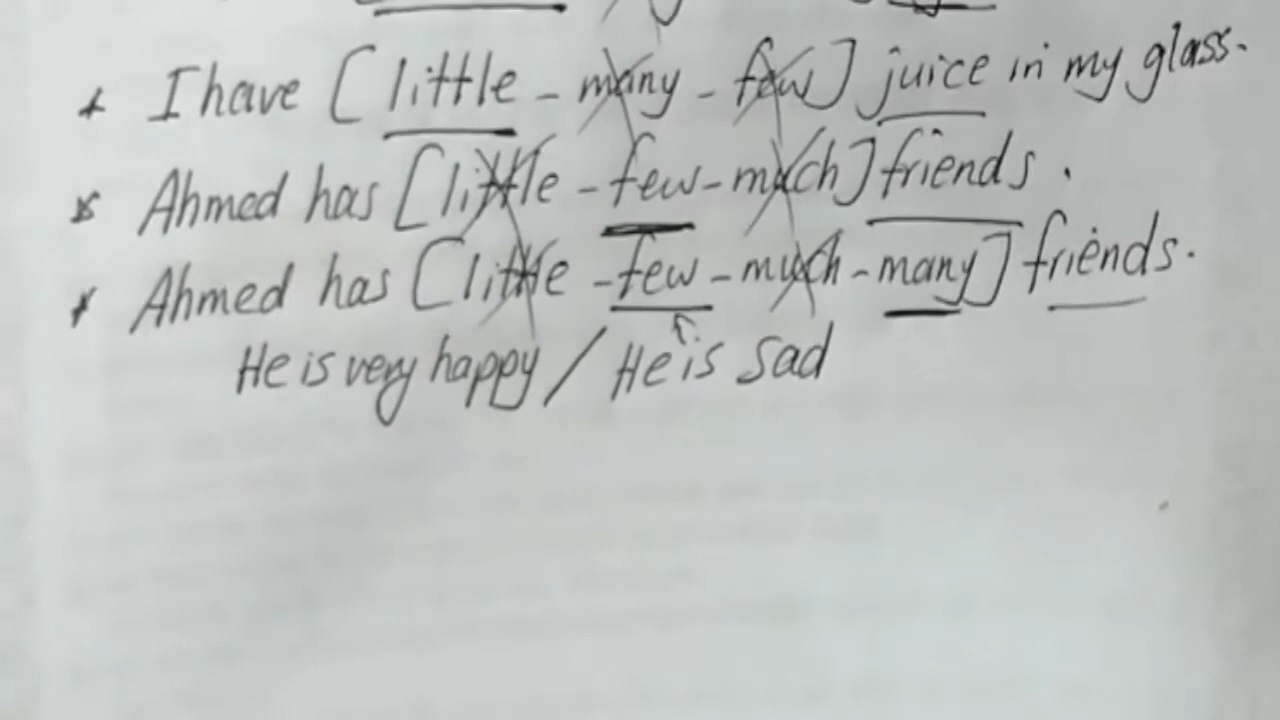 I have [little - many - few] juice in my glass.
Ahmed has [little - few - much] friends.
Ahmed has [little - few - much - many] friends.
He is very happy / He is sad